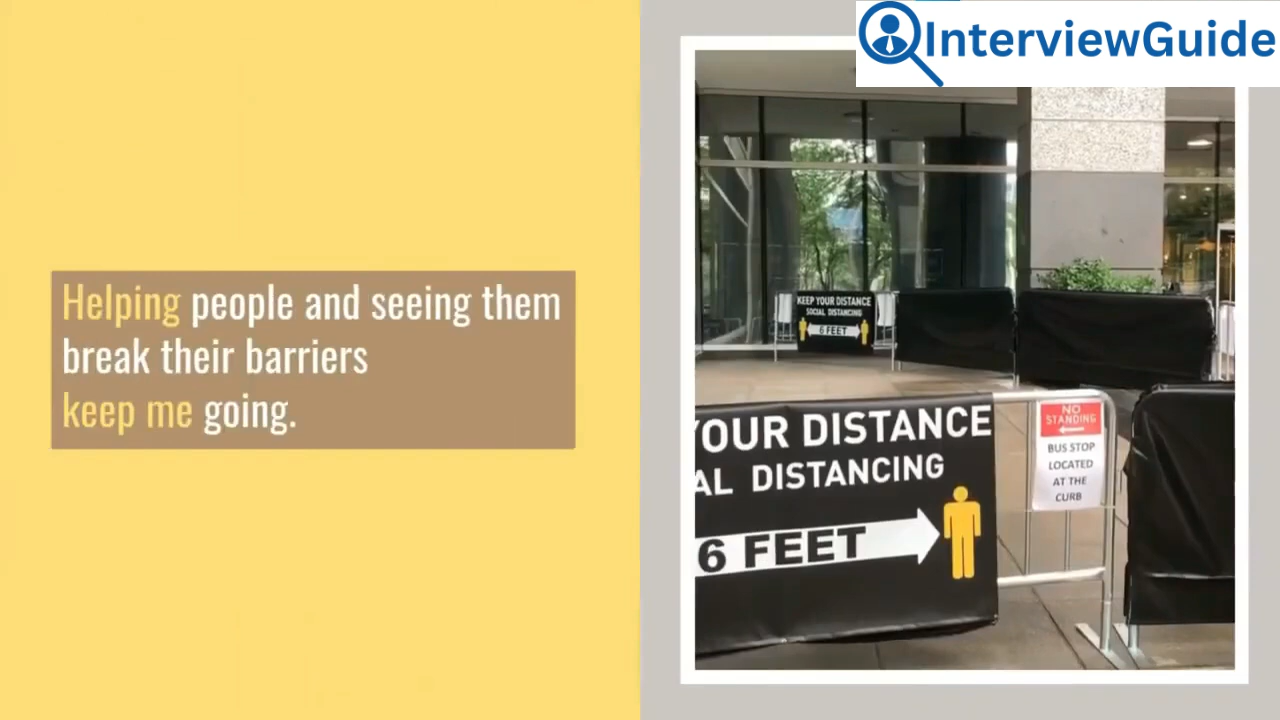 Helping people and seeing them
break their barriers
keep me going.
InterviewGuide
KEEP YOUR DISTANCE
SOCIAL DISTANCING
6 FEET
YOUR DISTANCE
AL DISTANCING
6 FEET
NO
STANDING
BUS STOP
LOCATED
AT THE
CURB